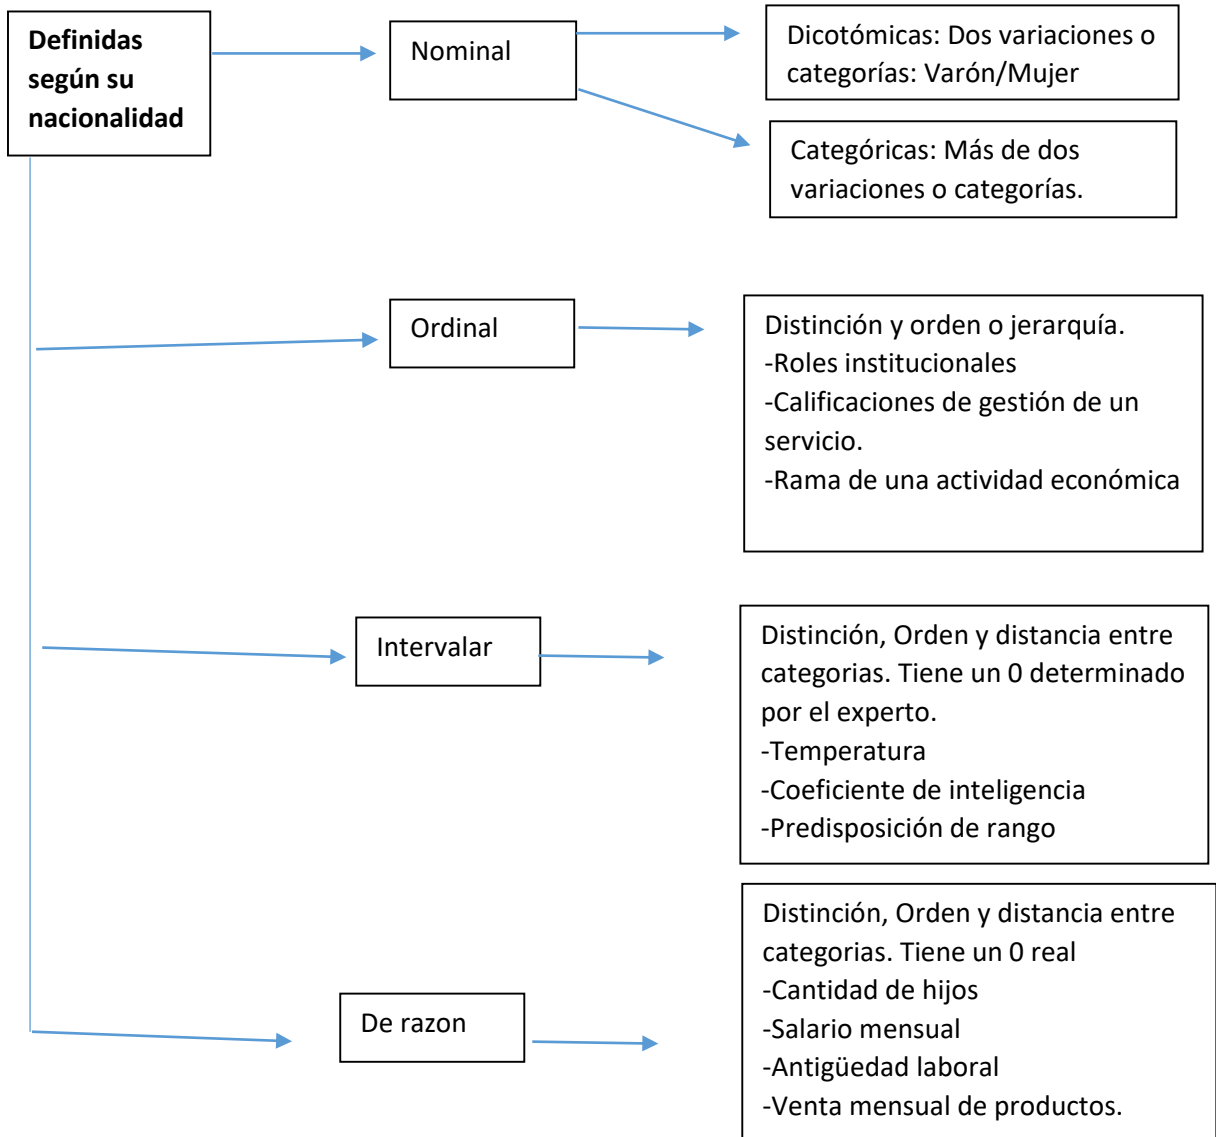 Definidas
según su
nacionalidad
Nominal
Dicotómicas: Dos variaciones o
categorías: Varón/Mujer
Categóricas: Más de dos
variaciones o categorías.
Ordinal
Distinción y orden o jerarquía.
-Roles institucionales
-Calificaciones de gestión de un
servicio.
-Rama de una actividad económica
Intervalar
Distinción, Orden y distancia entre
categorias. Tiene un 0 determinado
por el experto.
-Temperatura
-Coeficiente de inteligencia
-Predisposición de rango
De razon
Distinción, Orden y distancia entre
categorias. Tiene un 0 real
-Cantidad de hijos
-Salario mensual
-Antigüedad laboral
-Venta mensual de productos.